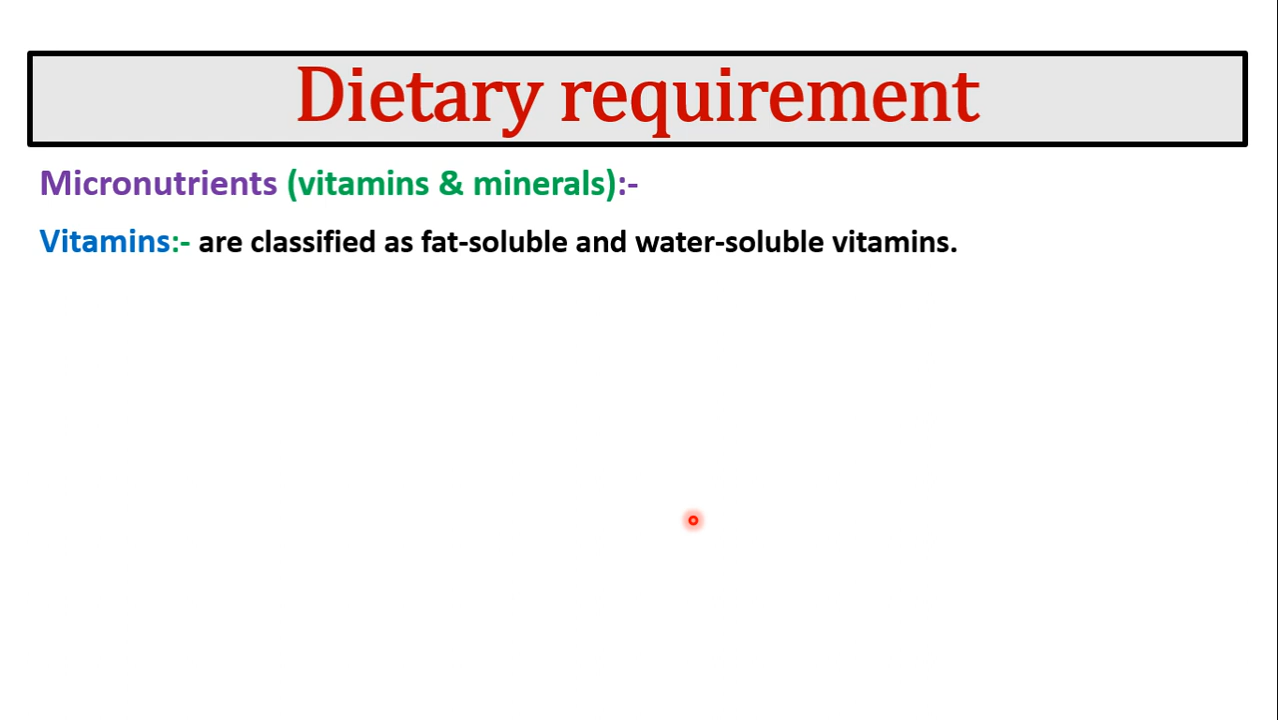 Dietary requirement
Micronutrients (vitamins & minerals):-
Vitamins:- are classified as fat-soluble and water-soluble vitamins.